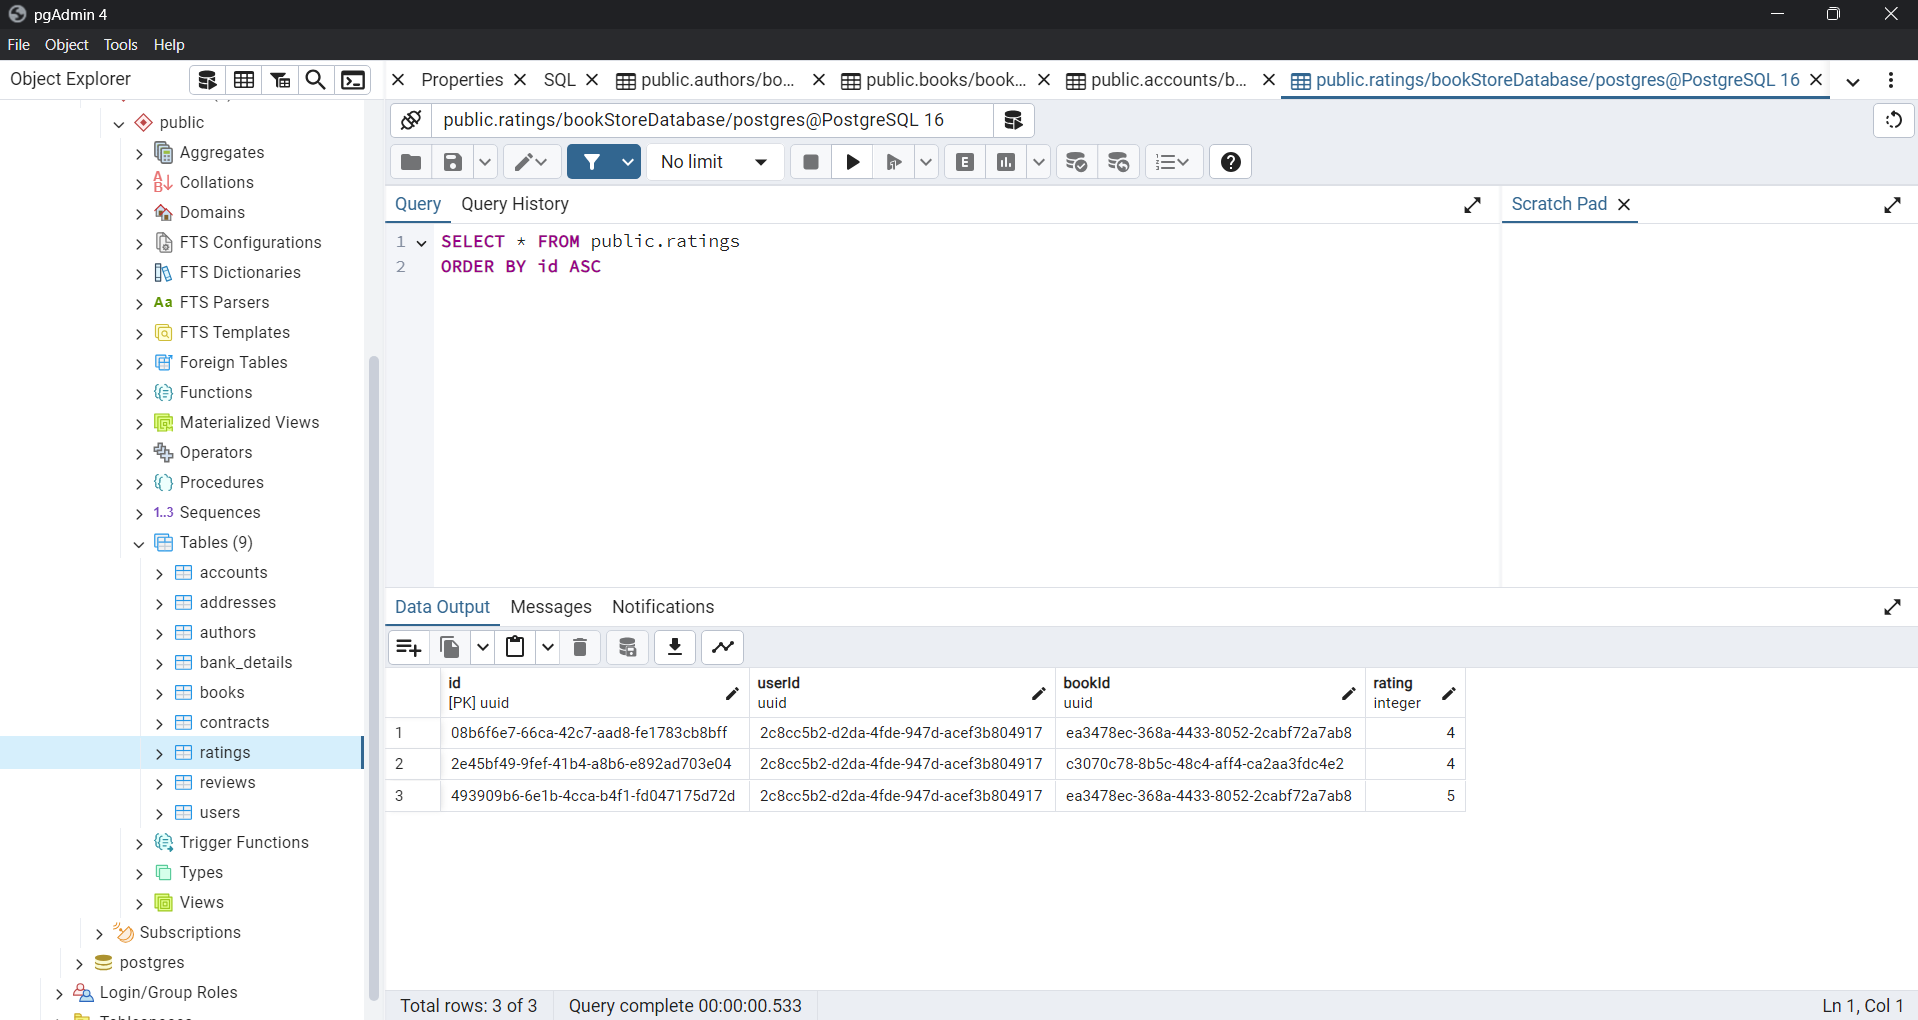 pgAdmin 4
File Object Tools Help
Object Explorer
Properties SQL public.authors/bo... public.books/book... public.accounts/b... public.ratings/bookStoreDatabase/postgres@PostgreSQL 16
public.ratings/bookStoreDatabase/postgres@PostgreSQL 16
No limit
E
Query Query History
Scratch Pad
1 SELECT * FROM public.ratings
2 ORDER BY id ASC
public
Aggregates
Collations
Domains
FTS Configurations
FTS Dictionaries
Aa FTS Parsers
FTS Templates
Foreign Tables
Functions
Materialized Views
Operators
Procedures
1..3 Sequences
Tables (9)
accounts
addresses
authors
bank_details
books
contracts
ratings
reviews
users
Trigger Functions
Types
Views
Subscriptions
postgres
Login/Group Roles
Data Output Messages Notifications
id userId bookId rating
[PK] uuid uuid uuid integer
1 08b6f6e7-66ca-42c7-aad8-fe1783cb8bff 2c8cc5b2-d2da-4fde-947d-acef3b804917 ea3478ec-368a-4433-8052-2cabf72a7ab8 4
2 2e45bf49-9fef-41b4-a8b6-e892ad703e04 2c8cc5b2-d2da-4fde-947d-acef3b804917 c3070c78-8b5c-48c4-aff4-ca2aa3fdc4e2 4
3 493909b6-6e1b-4cca-b4f1-fd047175d72d 2c8cc5b2-d2da-4fde-947d-acef3b804917 ea3478ec-368a-4433-8052-2cabf72a7ab8 5
Total rows: 3 of 3 Query complete 00:00:00.533
Ln 1, Col 1